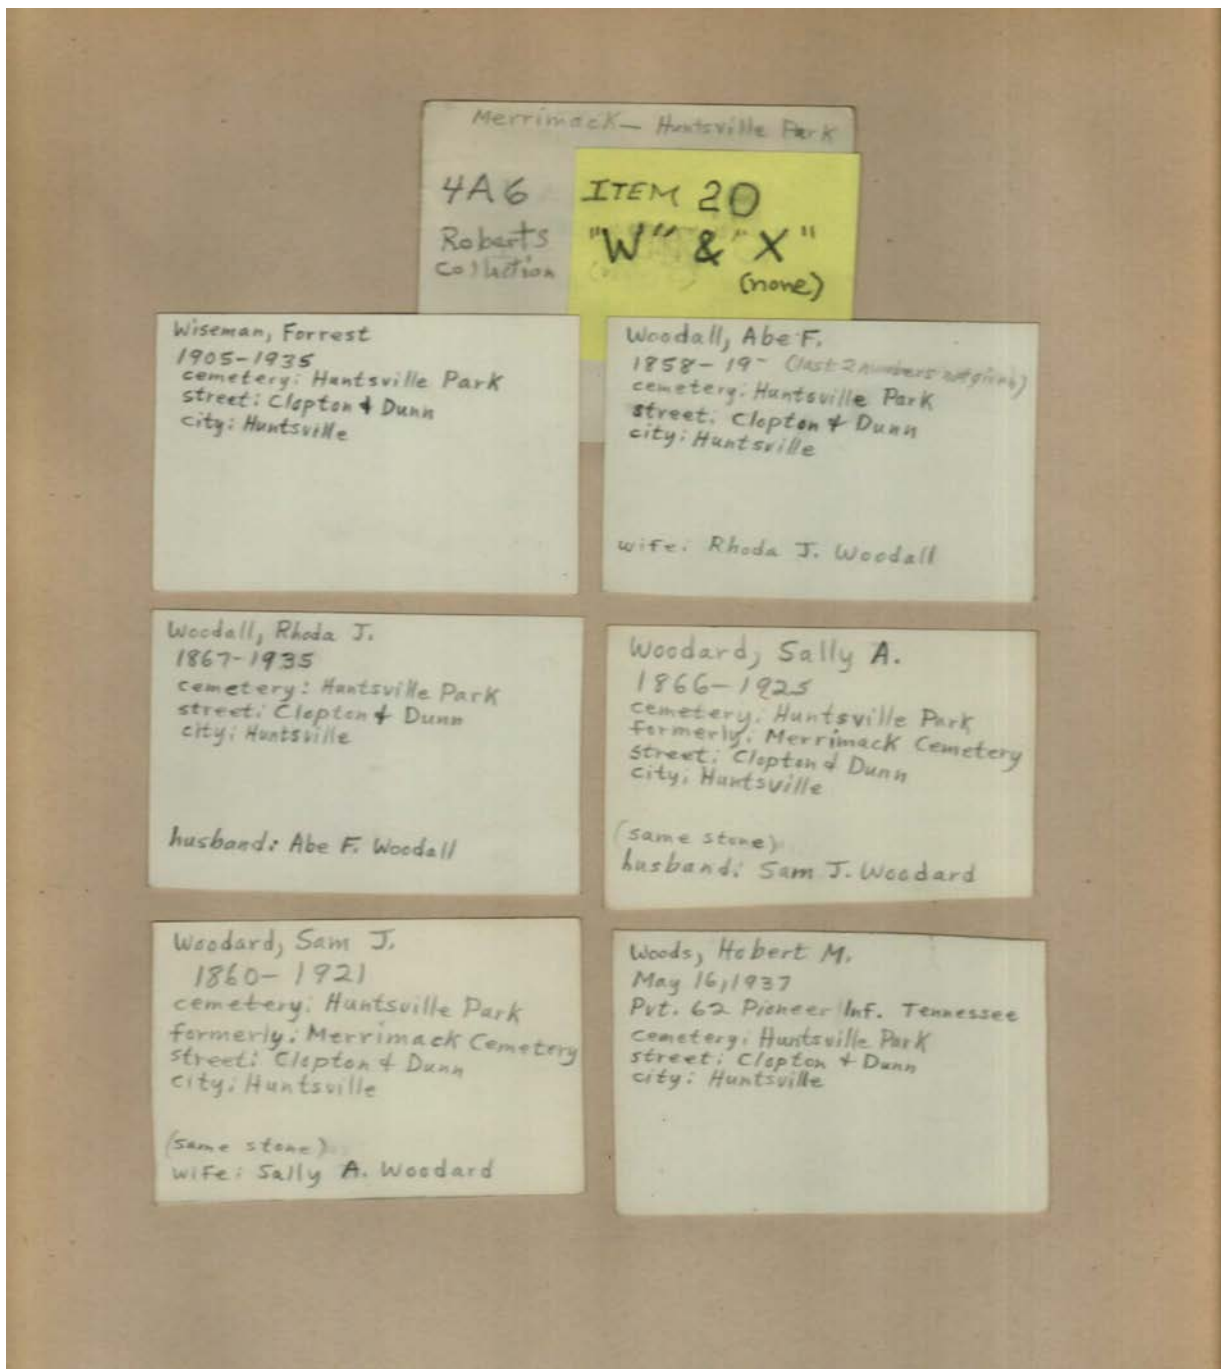 Merrimack - Huntsville Park
4A6
Roberts
Collection
ITEM 20
"W" & "X"
(none)
Wiseman, Forrest
1905-1935
cemetery: Huntsville Park
street: Clopton & Dunn
city: Huntsville
Woodall, Abe F.
1858- 19- (last 2 numbers not given)
cemetery: Huntsville Park
street: Clopton & Dunn
city: Huntsville
wife: Rhoda J. Woodall
Woodall, Rhoda J.
1867-1935
cemetery: Huntsville Park
street: Clopton & Dunn
city: Huntsville
husband: Abe F. Woodall
Woodard, Sally A.
1866-1925
cemetery: Huntsville Park
formerly: Merrimack Cemetery
street: Clopton & Dunn
city: Huntsville
(same stone)
husband: Sam J. Woodard
Woodard, Sam J.
1860- 1921
cemetery: Huntsville Park
formerly: Merrimack Cemetery
street: Clopton & Dunn
city: Huntsville
(same stone)
wife: Sally A. Woodard
Woods, Hobert M.
May 16, 1937
Pvt. 62 Pioneer Inf. Tennessee
cemetery: Huntsville Park
street: Clopton & Dunn
city: Huntsville